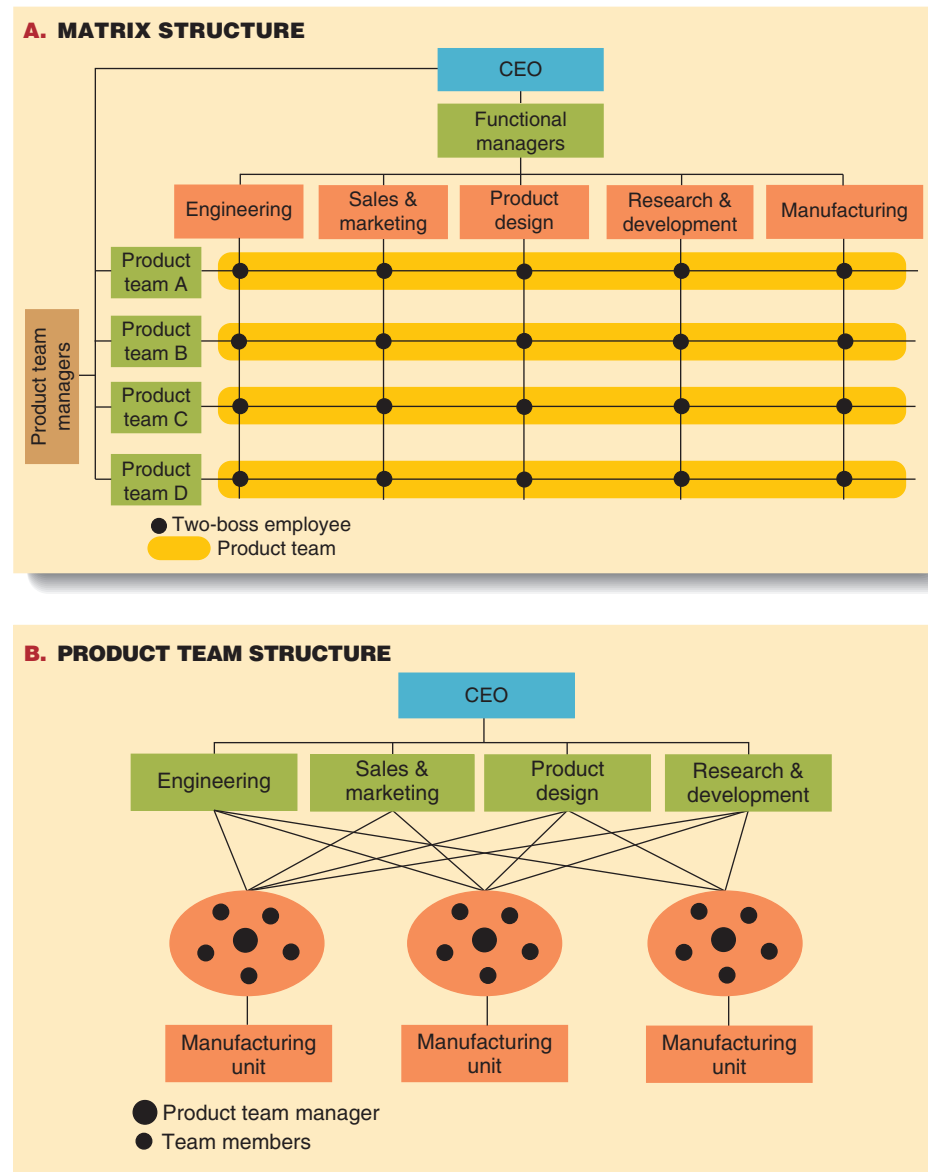 A. MATRIX STRUCTURE
CEO
Functional
managers
Engineering
Sales &
marketing
Product
design
Research &
development
Manufacturing
Product team
managers
Product
team A
Product
team B
Product
team C
Product
team D
Two-boss employee
Product team
B. PRODUCT TEAM STRUCTURE
CEO
Engineering
Sales &
marketing
Product
design
Research &
development
Manufacturing
unit
Manufacturing
unit
Manufacturing
unit
Product team manager
Team members